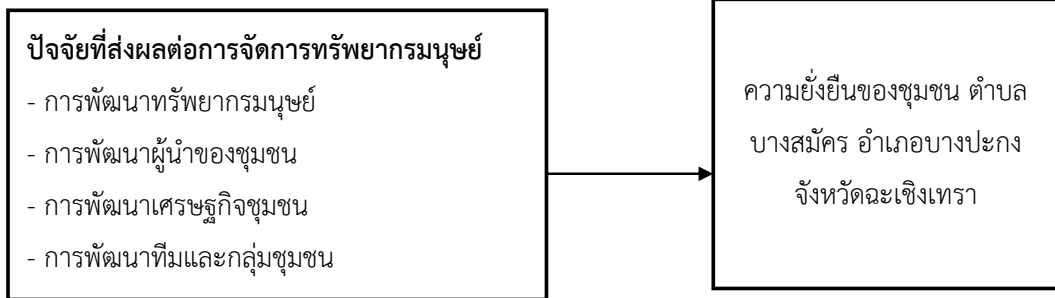 ปัจจัยที่ส่งผลต่อการจัดการทรัพยากรมนุษย์
- การพัฒนาทรัพยากรมนุษย์
- การพัฒนาผู้นำของชุมชน
- การพัฒนาเศรษฐกิจชุมชน
- การพัฒนาทีมและกลุ่มชุมชน
ความยั่งยืนของชุมชน ตำบล
บางสมัคร อำเภอบางปะกง
จังหวัดฉะเชิงเทรา